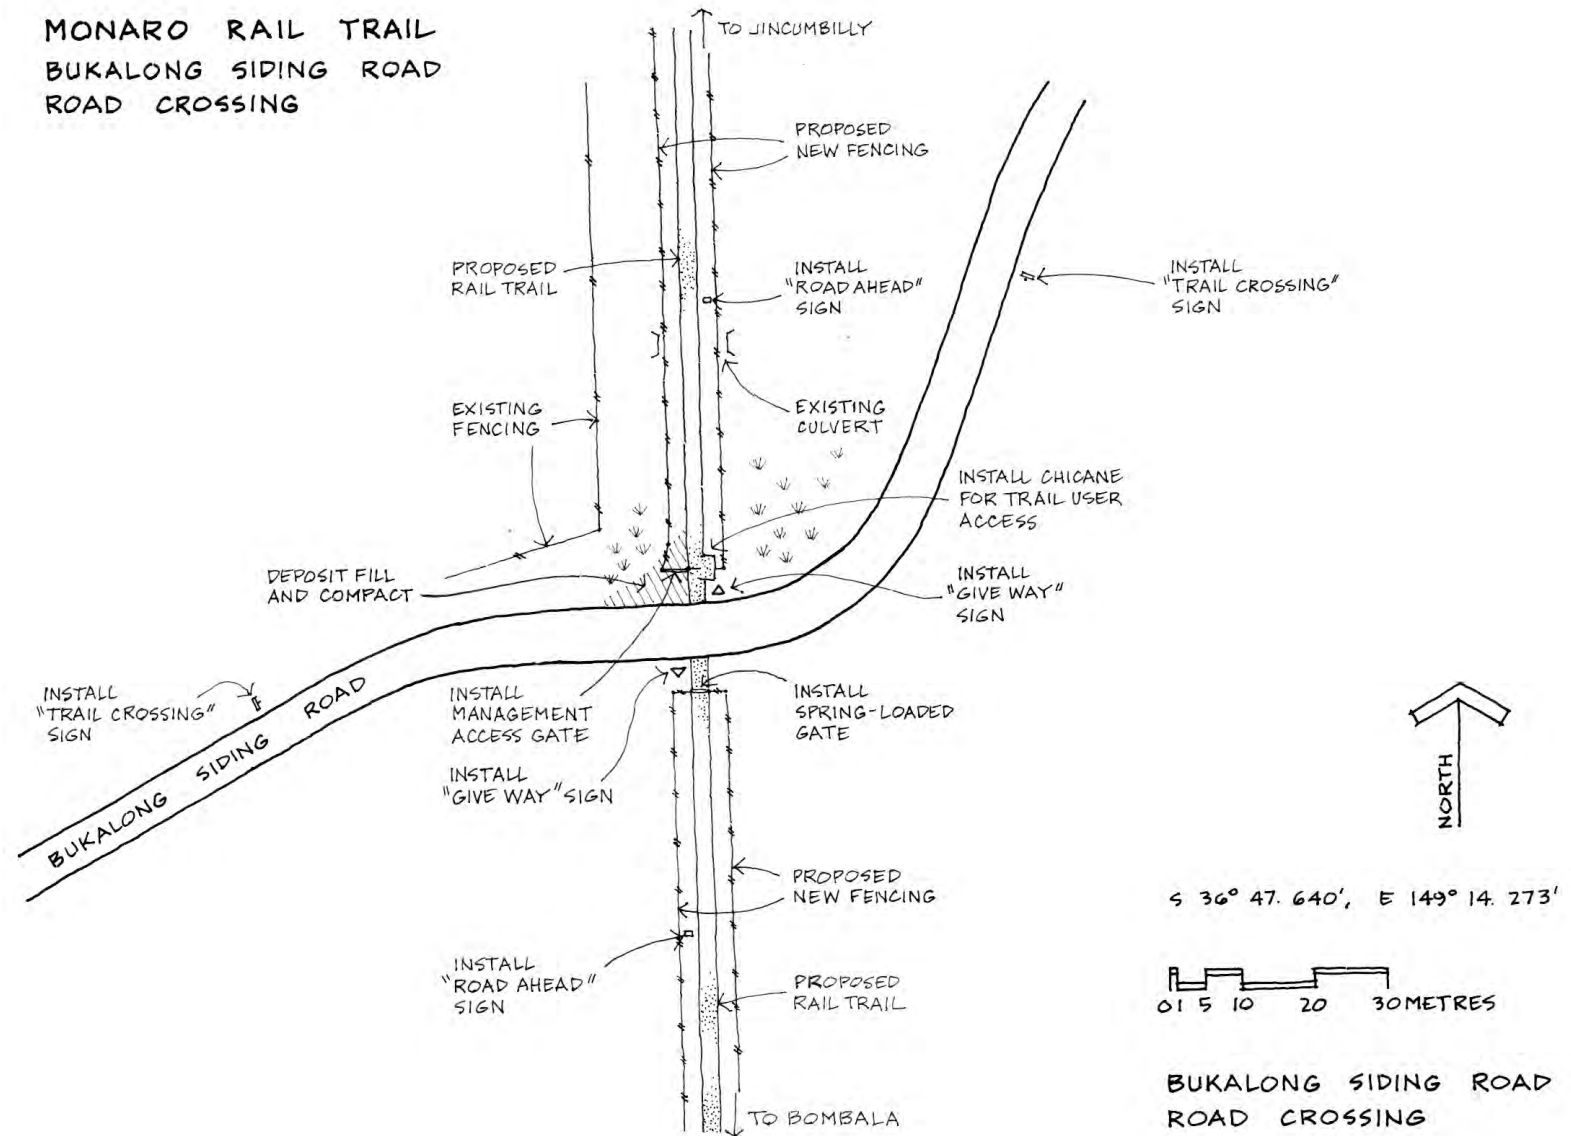 MONARO RAIL TRAIL
BUKALONG SIDING ROAD
ROAD CROSSING
TO JINCUMBILLY
PROPOSED
NEW FENCING
PROPOSED
RAIL TRAIL
INSTALL
"ROAD AHEAD"
SIGN
INSTALL
"TRAIL CROSSING"
SIGN
EXISTING
FENCING
EXISTING
CULVERT
INSTALL CHICANE
FOR TRAIL USER
ACCESS
DEPOSIT FILL
AND COMPACT
INSTALL
"GIVE WAY"
SIGN
INSTALL
"TRAIL CROSSING"
SIGN
BUKALONG SIDING ROAD
INSTALL
MANAGEMENT
ACCESS GATE
INSTALL
SPRING-LOADED
GATE
INSTALL
"GIVE WAY" SIGN
NORTH
PROPOSED
NEW FENCING
S 36° 47. 640', E 149° 14. 273'
INSTALL
"ROAD AHEAD"
SIGN
PROPOSED
RAIL TRAIL
0 1 5 10 20 30 METRES
BUKALONG SIDING ROAD
ROAD CROSSING
TO BOMBALA